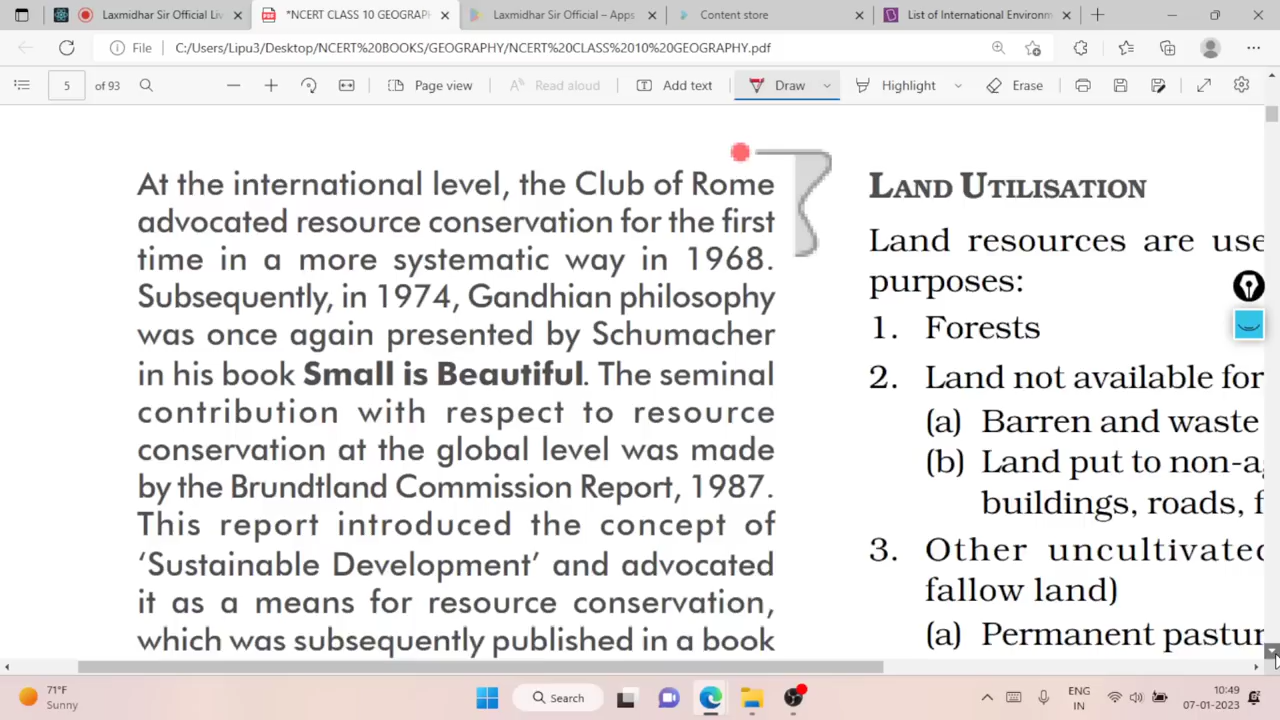 Laxmidhar Sir Official Liv
*NCERT CLASS 10 GEOGRAPH
Laxmidhar Sir Official – Apps
Content store
List of International Environm
File
C:/Users/Lipu3/Desktop/NCERT%20BOOKS/GEOGRAPHY/NCERT%20CLASS%2010%20GEOGRAPHY.pdf
5 of 93
Page view
Read aloud
Add text
Draw
Highlight
Erase
At the international level, the Club of Rome
advocated resource conservation for the first
time in a more systematic way in 1968.
Subsequently, in 1974, Gandhian philosophy
was once again presented by Schumacher
in his book Small is Beautiful. The seminal
contribution with respect to resource
conservation at the global level was made
by the Brundtland Commission Report, 1987.
This report introduced the concept of
‘Sustainable Development’ and advocated
it as a means for resource conservation,
which was subsequently published in a book
LAND UTILISATION
Land resources are use
purposes:
1. Forests
2. Land not available for
(a) Barren and waste
(b) Land put to non-a
buildings, roads, f
3. Other uncultivated
fallow land)
(a) Permanent pastur
71°F
Sunny
Search
ENG
IN
10:49
07-01-2023